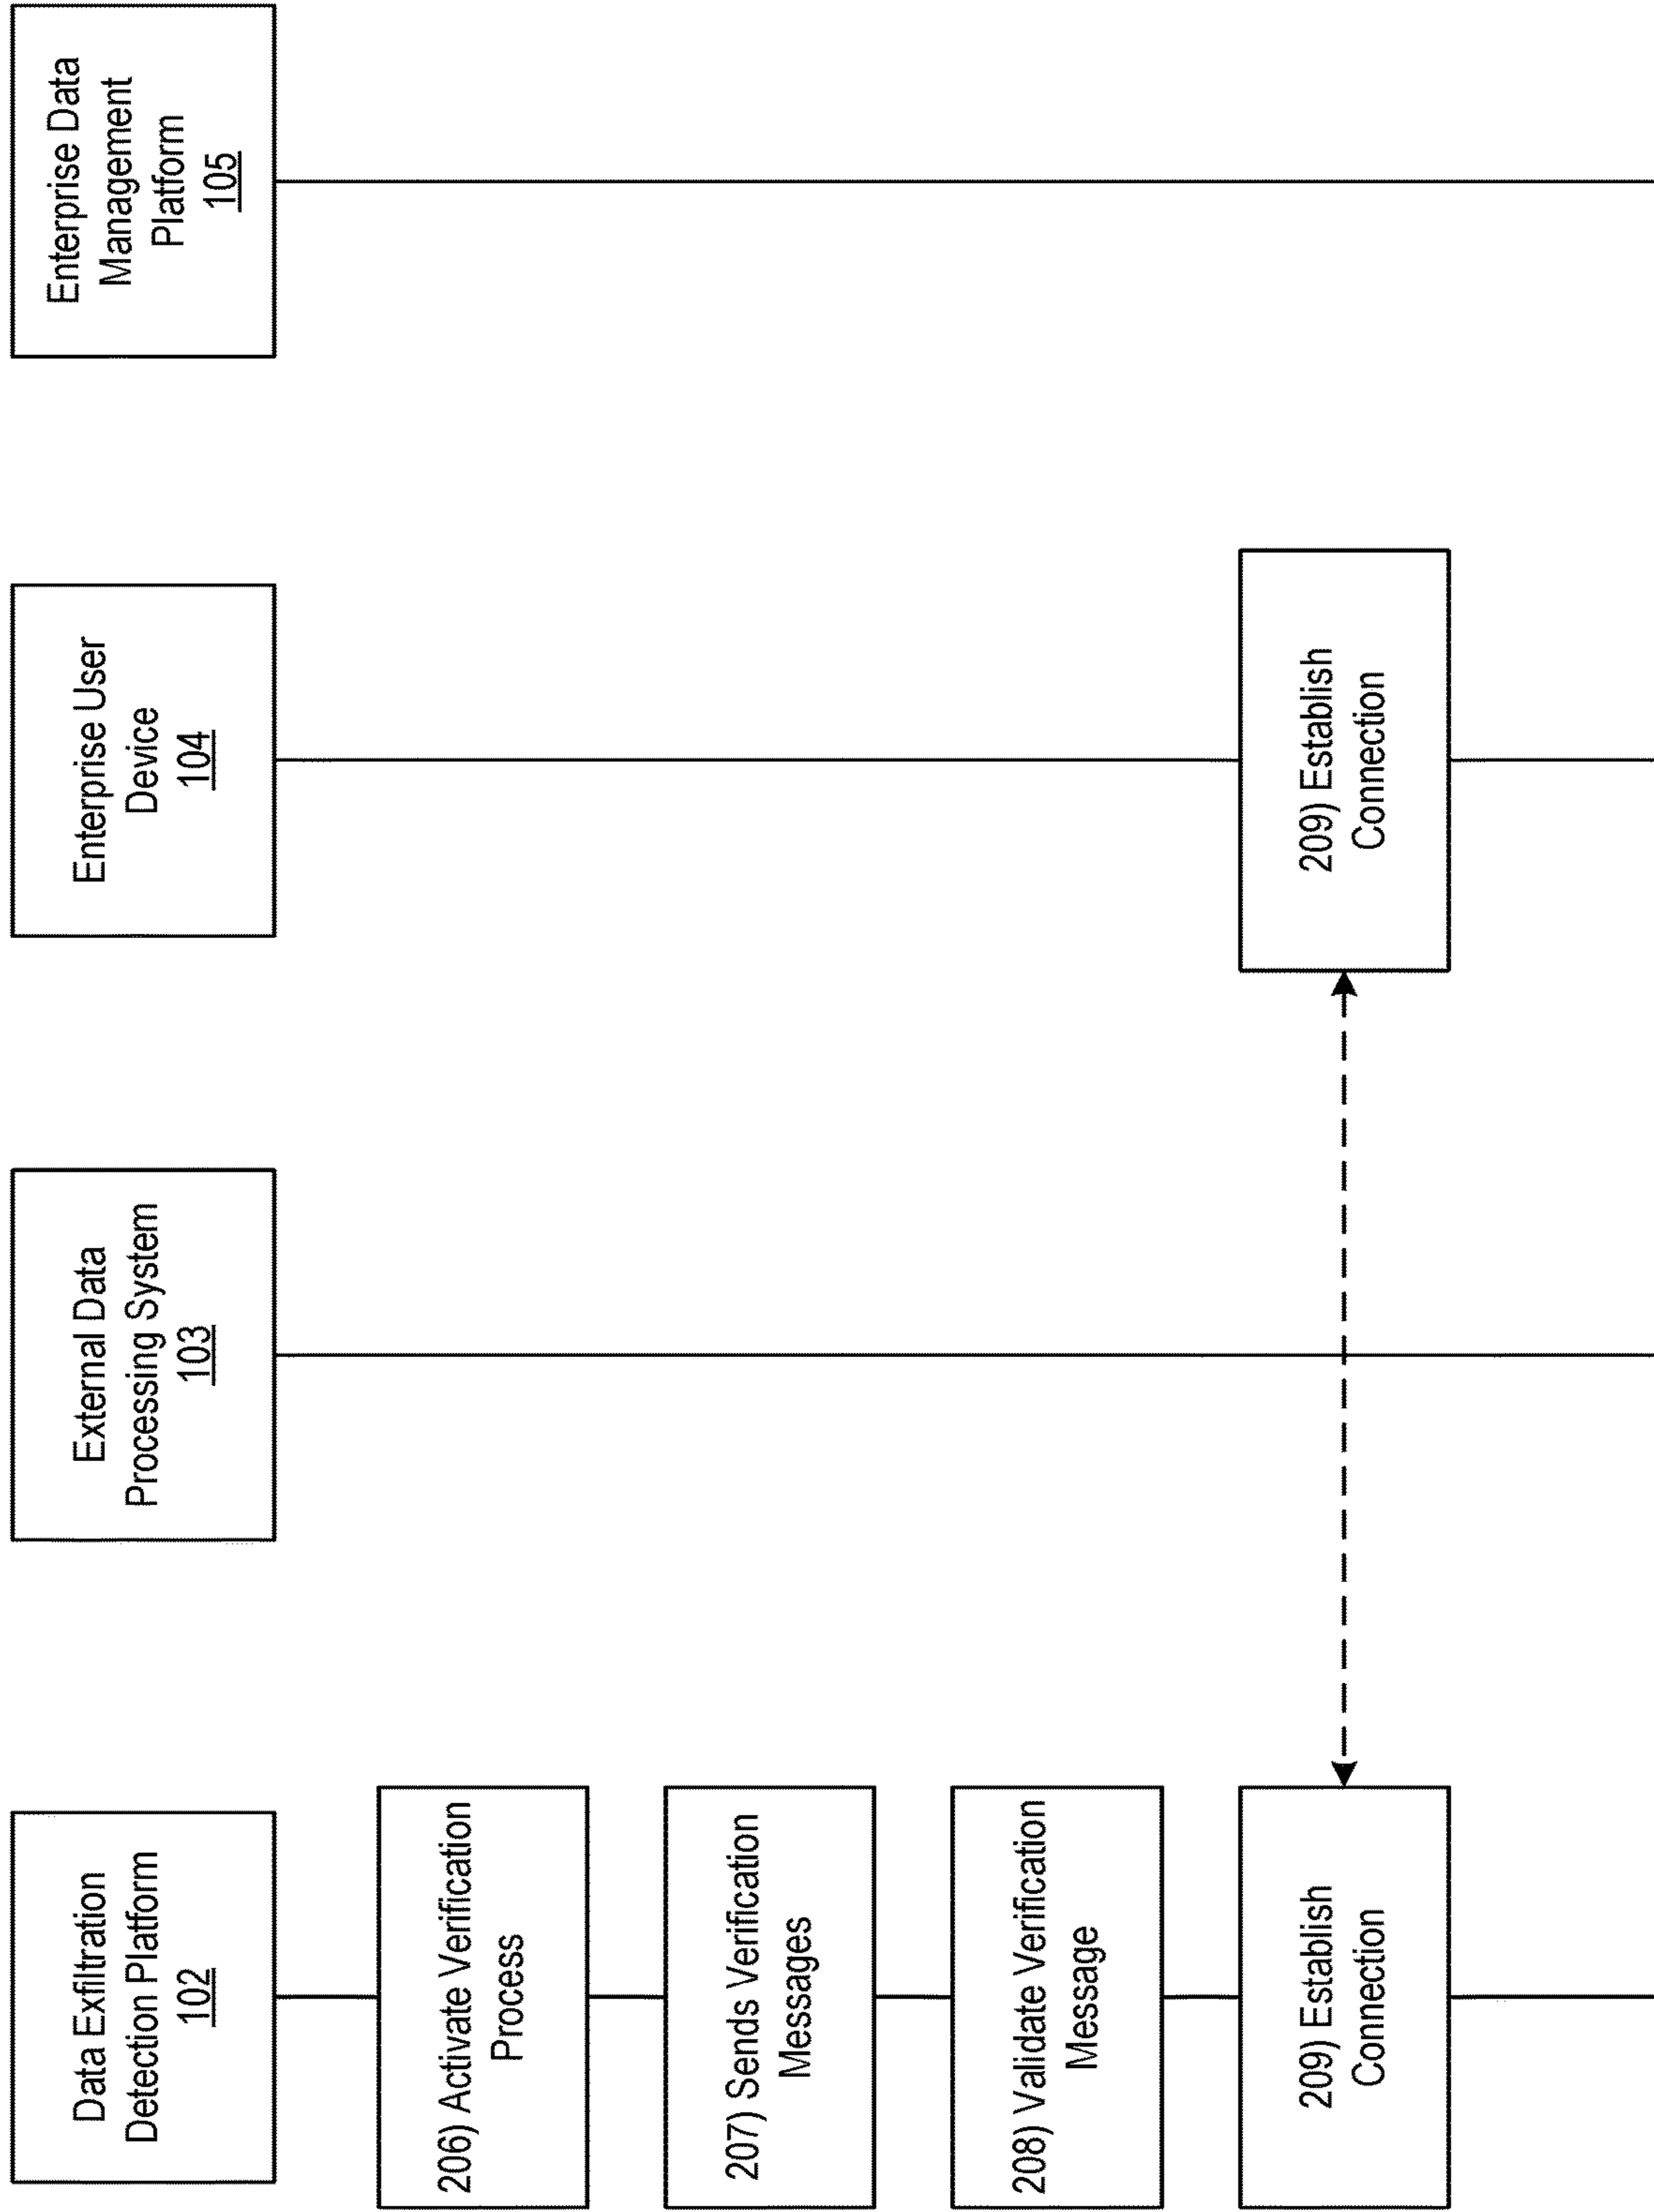 Data Exfiltration
Detection Platform
102
External Data
Processing System
103
Enterprise User
Device
104
Enterprise Data
Management
Platform
105
206) Activate Verification
Process
207) Sends Verification
Messages
208) Validate Verification
Message
209) Establish
Connection
209) Establish
Connection